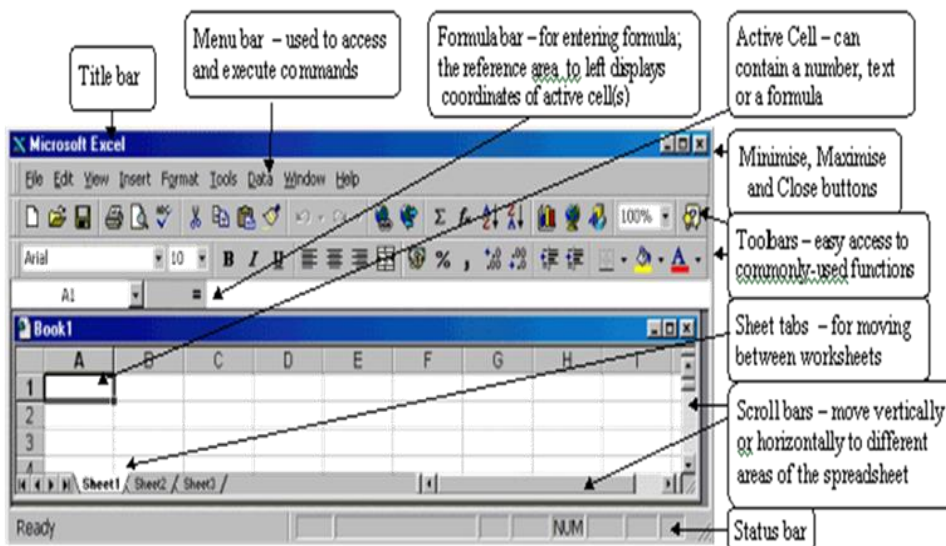 Title bar
Menu bar – used to access
and execute commands
Formula bar – for entering formula;
the reference area to left displays
coordinates of active cell(s)
Active Cell – can
contain a number, text
or a formula
Microsoft Excel
Minimise, Maximise
and Close buttons
File Edit View Insert Format Tools Data Window Help
100%
Toolbars – easy access to
commonly-used functions
Arial 10 B I U % ,
A1 =
Book1
Sheet tabs – for moving
between worksheets
A B C D E F G H I
1
2
3
4
Scroll bars – move vertically
or horizontally to different
areas of the spreadsheet
Sheet1 Sheet2 Sheet3
Ready NUM
Status bar